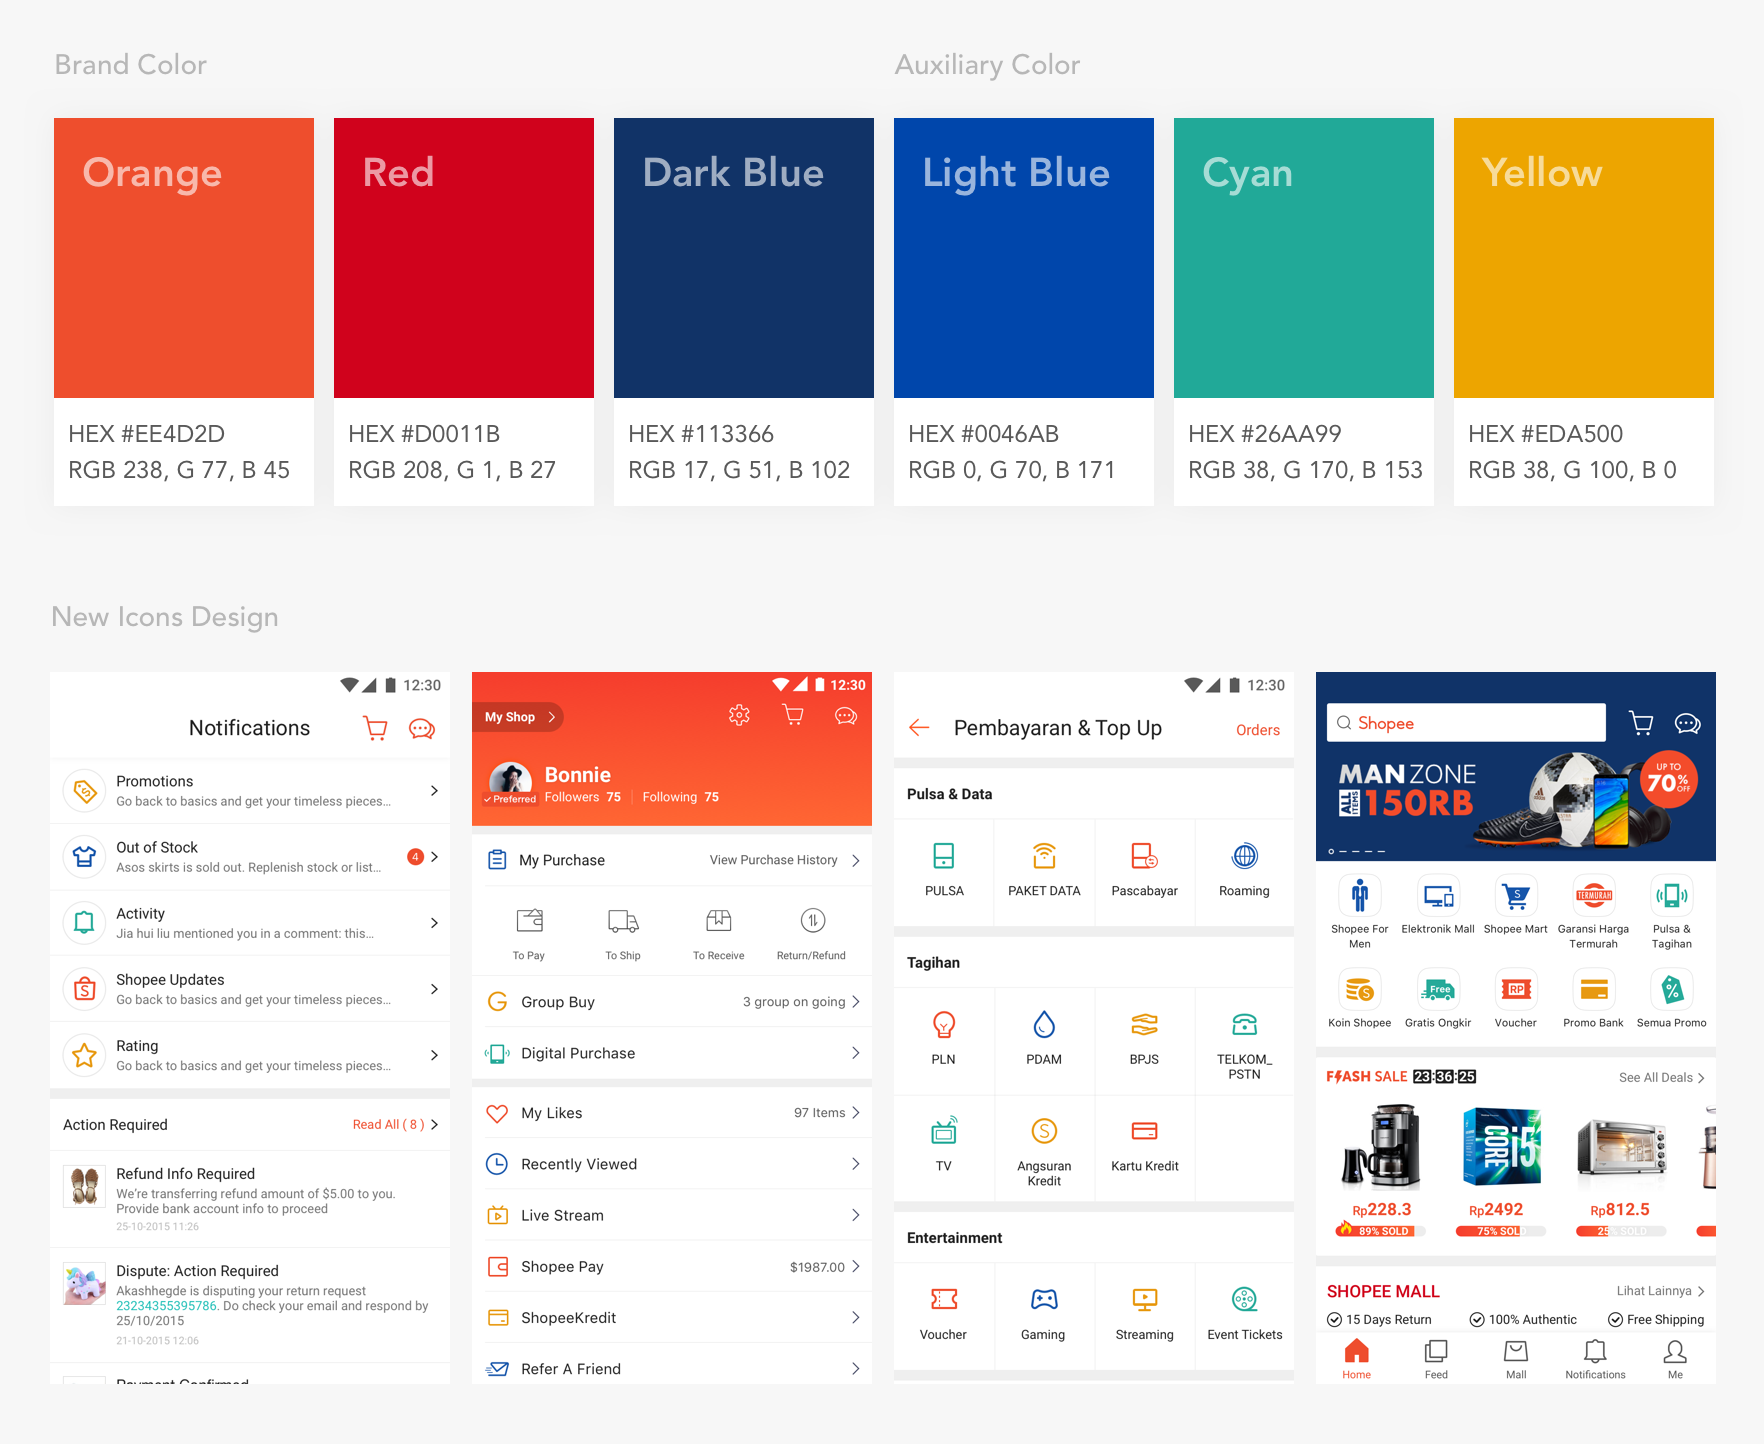 Brand Color
Auxiliary Color
Orange
Red
Dark Blue
Light Blue
Cyan
Yellow
HEX #EE4D2D
RGB 238, G 77, B 45
HEX #D0011B
RGB 208, G 1, B 27
HEX #113366
RGB 17, G 51, B 102
HEX #0046AB
RGB 0, G 70, B 171
HEX #26AA99
RGB 38, G 170, B 153
HEX #EDA500
RGB 38, G 100, B 0
New Icons Design
12:30
Notifications
Promotions
Go back to basics and get your timeless pieces...
Out of Stock
Asos skirts is sold out. Replenish stock or list...
4
Activity
Jia hui liu mentioned you in a comment: this...
Shopee Updates
Go back to basics and get your timeless pieces...
Rating
Go back to basics and get your timeless pieces...
Action Required
Read All ( 8 )
Refund Info Required
We're transferring refund amount of $5.00 to you.
Provide bank account info to proceed
25-10-2015 11:26
Dispute: Action Required
Akashhegde is disputing your return request
23234355395786. Do check your email and respond by
25/10/2015
21-10-2015 12:06
Payment Confirmed
12:30
My Shop
Bonnie
Preferred
Followers 75
Following 75
My Purchase
View Purchase History
To Pay
To Ship
To Receive
Return/Refund
Group Buy
3 group on going
Digital Purchase
My Likes
97 Items
Recently Viewed
Live Stream
Shopee Pay
$1987.00
ShopeeKredit
Refer A Friend
12:30
Pembayaran & Top Up
Orders
Pulsa & Data
PULSA
PAKET DATA
Pascabayar
Roaming
Tagihan
PLN
PDAM
BPJS
TELKOM_
PSTN
TV
Angsuran
Kredit
Kartu Kredit
Entertainment
Voucher
Gaming
Streaming
Event Tickets
Shopee
MAN ZONE
ALL ITEMS
150RB
UP TO
70%
OFF
Shopee For
Men
Elektronik Mall
Shopee Mart
TERMURAH
Garansi Harga
Termurah
Pulsa &
Tagihan
Koin Shopee
Free
Gratis Ongkir
RP
Voucher
Promo Bank
Semua Promo
FLASH SALE 23:36:25
See All Deals
CORE i5
Rp228.3
Rp2492
Rp812.5
89% SOLD
75% SOLD
25% SOLD
SHOPEE MALL
Lihat Lainnya
15 Days Return
100% Authentic
Free Shipping
Home
Feed
Mall
Notifications
Me